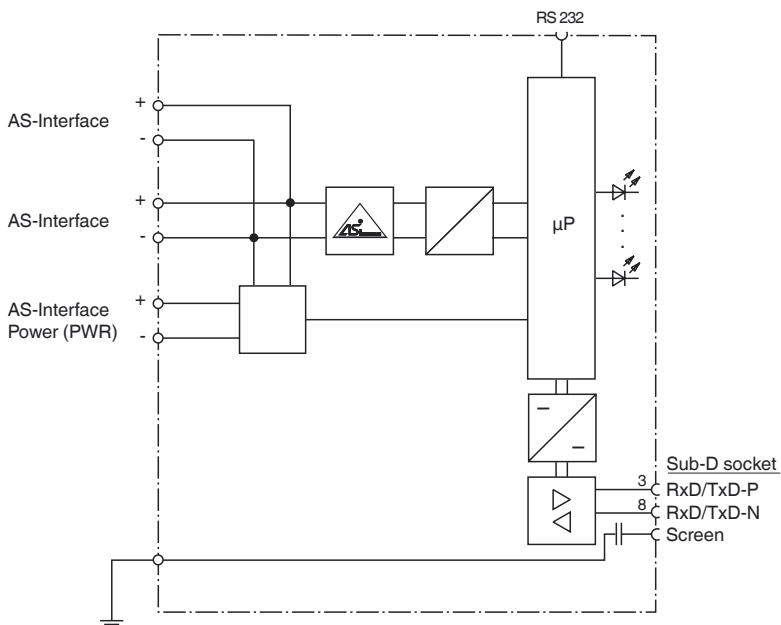 RS 232
+
AS-Interface
-
+
AS-Interface
-
ASi
µP
+
AS-Interface
Power (PWR)
-
Sub-D socket
3 RxD/TxD-P
8 RxD/TxD-N
Screen